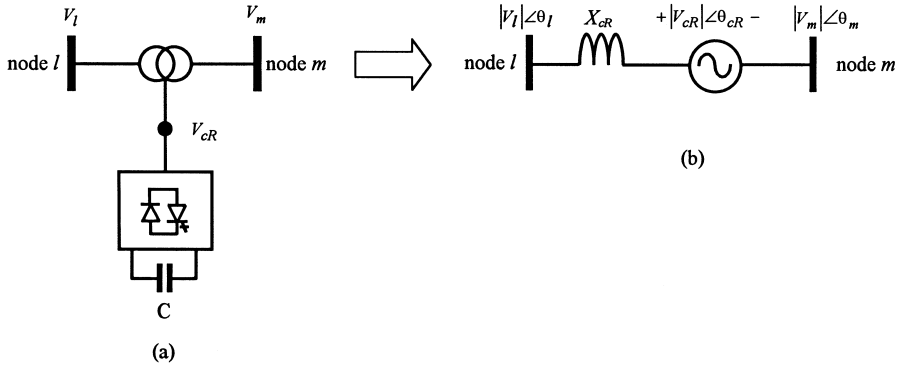 V_l
V_m
node l
node m
V_cR
C
(a)
|V_l|∠θ_l
X_cR
+|V_cR|∠θ_cR −
|V_m|∠θ_m
node l
node m
(b)